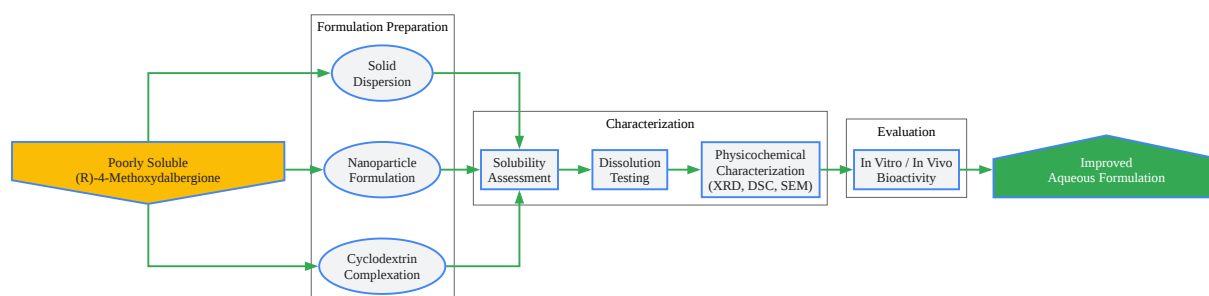 Formulation Preparation
Solid
Dispersion
Poorly Soluble
(R)-4-Methoxydalbergione
Nanoparticle
Formulation
Cyclodextrin
Complexation
Characterization
Solubility
Assessment
Dissolution
Testing
Physicochemical
Characterization
(XRD, DSC, SEM)
Evaluation
In Vitro / In Vivo
Bioactivity
Improved
Aqueous Formulation